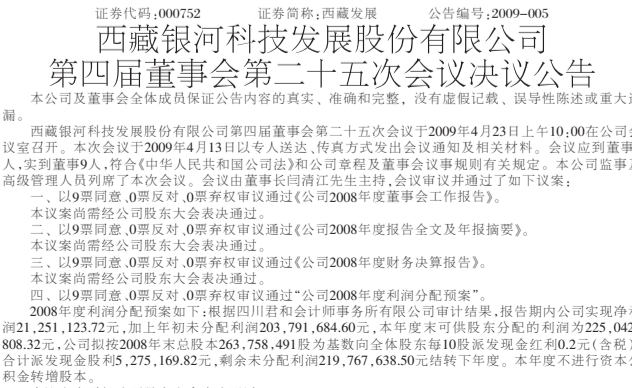 证券代码:000752 证券简称:西藏发展 公告编号:2009-005
西藏银河科技发展股份有限公司
第四届董事会第二十五次会议决议公告
本公司及董事会全体成员保证公告内容的真实、准确和完整，没有虚假记载、误导性陈述或重大
漏。
西藏银河科技发展股份有限公司第四届董事会第二十五次会议于2009年4月23日上午10:00在公司
议室召开。本次会议于2009年4月13日以专人送达、传真方式发出会议通知及相关材料。会议应到董事
人,实到董事9人,符合《中华人民共和国公司法》和公司章程及董事会议事规则有关规定。本公司监事
高级管理人员列席了本次会议。会议由董事长闫清江先生主持,会议审议并通过了如下议案:
一、以9票同意、0票反对、0票弃权审议通过《公司2008年度董事会工作报告》。
本议案尚需经公司股东大会表决通过。
二、以9票同意、0票反对、0票弃权审议通过《公司2008年度报告全文及年报摘要》。
本议案尚需经公司股东大会表决通过。
三、以9票同意、0票反对、0票弃权审议通过《公司2008年度财务决算报告》。
本议案尚需经公司股东大会表决通过。
四、以9票同意、0票反对、0票弃权审议通过“公司2008年度利润分配预案”。
2008年度利润分配预案如下:根据四川君和会计师事务所有限公司审计结果,报告期内公司实现净
润21,251,123.72元,加上年初未分配利润203,791,684.60元,本年度末可供股东分配的利润为225,042
808.32元,公司拟按2008年末总股本263,758,491股为基数向全体股东每10股派发现金红利0.2元(含税)
合计派发现金股利5,275,169.82元,剩余未分配利润219,767,638.50元结转下年度。本年度不进行资本
积金转增股本。